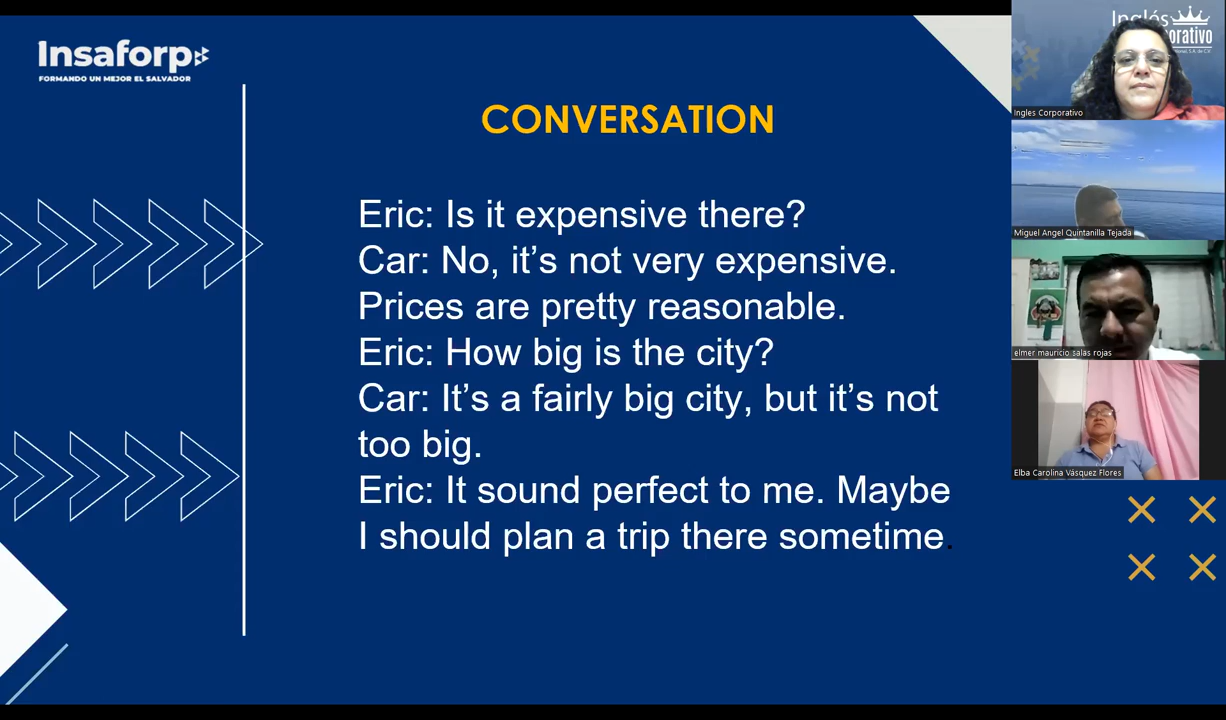 Insaforp
FORMANDO UN MEJOR EL SALVADOR
CONVERSATION
Eric: Is it expensive there?
Car: No, it’s not very expensive.
Prices are pretty reasonable.
Eric: How big is the city?
Car: It’s a fairly big city, but it’s not
too big.
Eric: It sound perfect to me. Maybe
I should plan a trip there sometime.
Inglés
orativo
Ingles Corporativo
Miguel Angel Quintanilla Tejada
elmer mauricio salas rojas
Elba Carolina Vásquez Flores